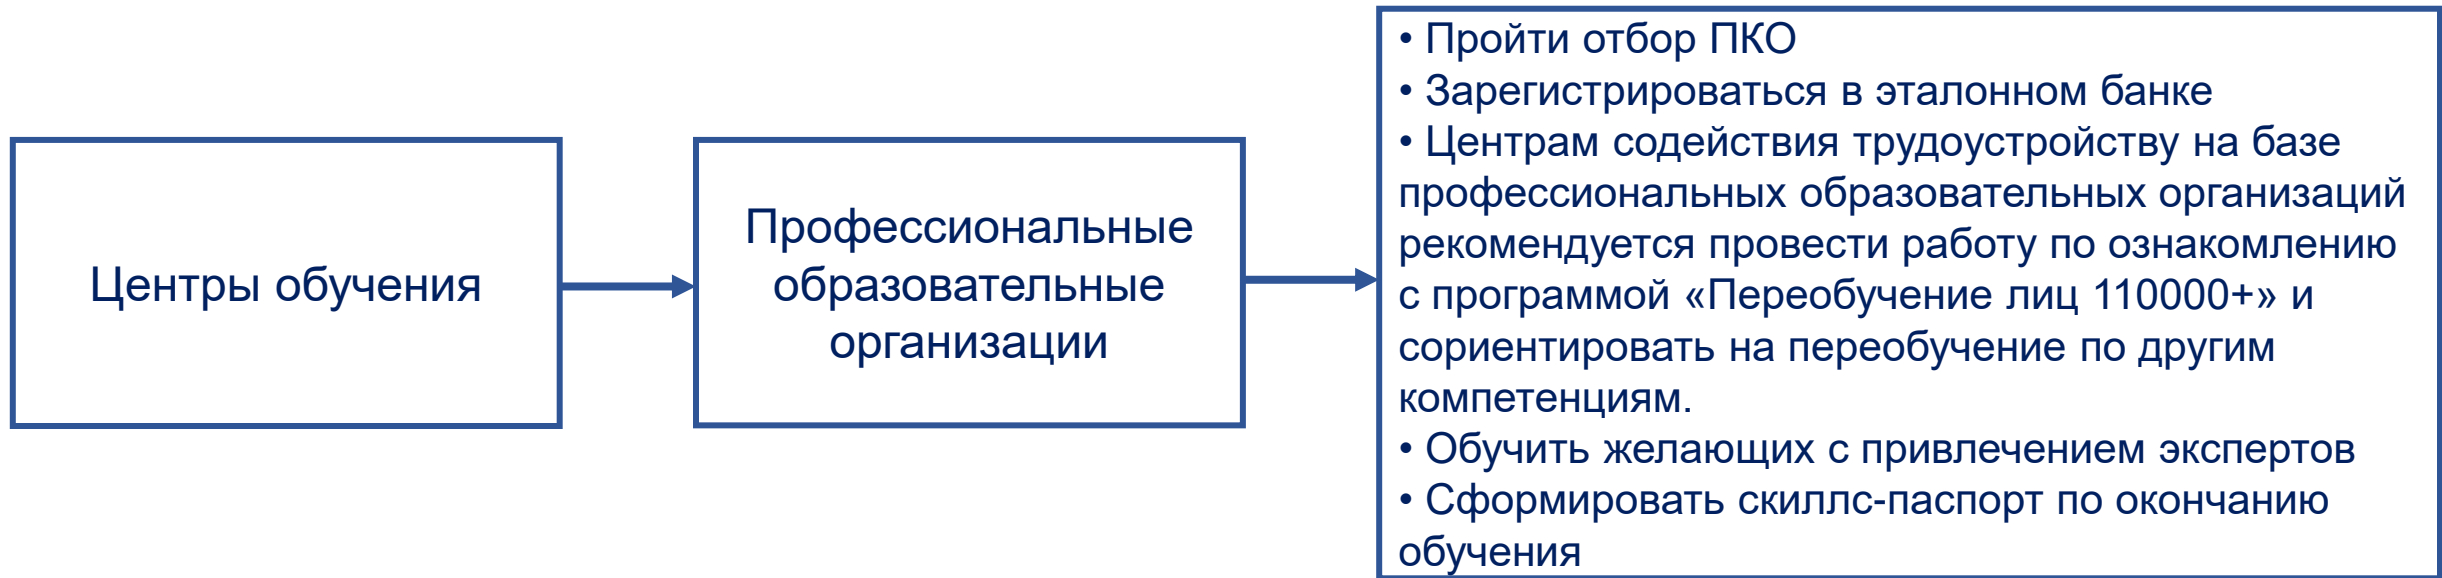 Центры обучения
Профессиональные
образовательные
организации
• Пройти отбор ПКО
• Зарегистрироваться в эталонном банке
• Центрам содействия трудоустройству на базе
профессиональных образовательных организаций
рекомендуется провести работу по ознакомлению
с программой «Переобучение лиц 110000+» и
сориентировать на переобучение по другим
компетенциям.
• Обучить желающих с привлечением экспертов
• Сформировать скиллс-паспорт по окончанию
обучения